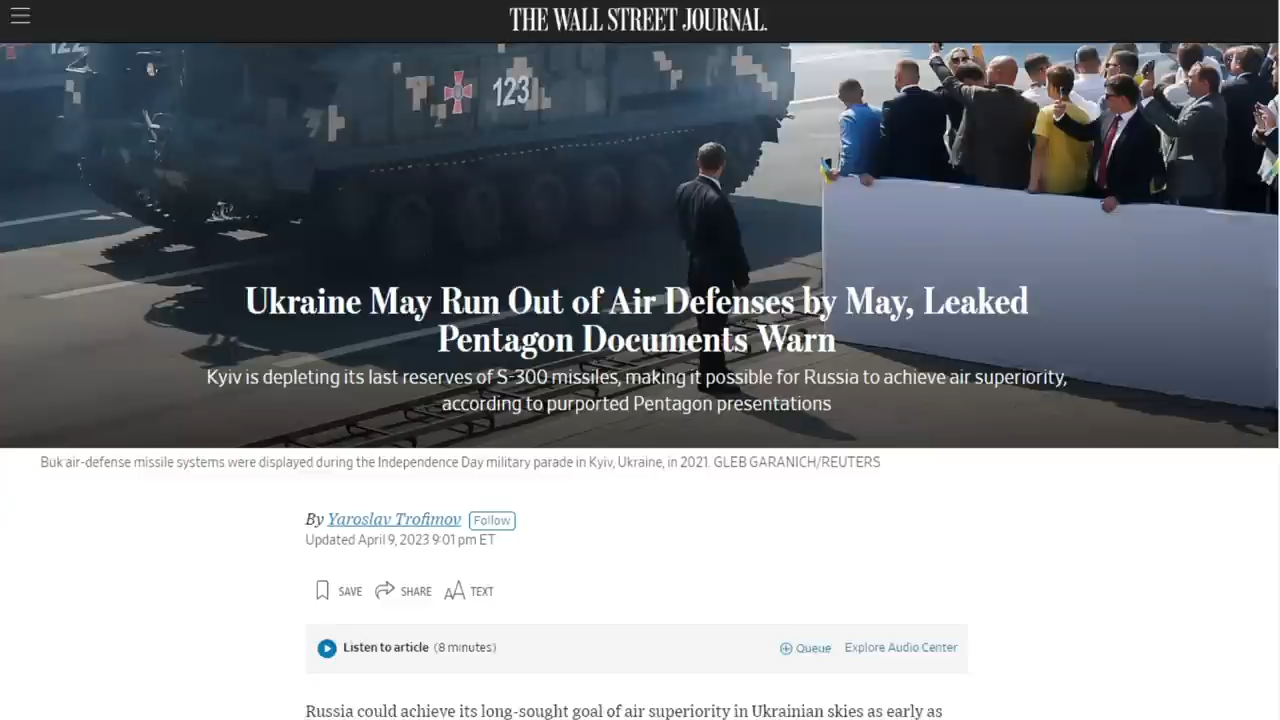 THE WALL STREET JOURNAL.
122
123
Ukraine May Run Out of Air Defenses by May, Leaked
Pentagon Documents Warn
Kyiv is depleting its last reserves of S-300 missiles, making it possible for Russia to achieve air superiority,
according to purported Pentagon presentations
Buk air-defense missile systems were displayed during the Independence Day military parade in Kyiv, Ukraine, in 2021. GLEB GARANICH/REUTERS
By Yaroslav Trofimov Follow
Updated April 9, 2023 9:01 pm ET
SAVE SHARE AA TEXT
Listen to article (8 minutes) Queue Explore Audio Center
Russia could achieve its long-sought goal of air superiority in Ukrainian skies as early as